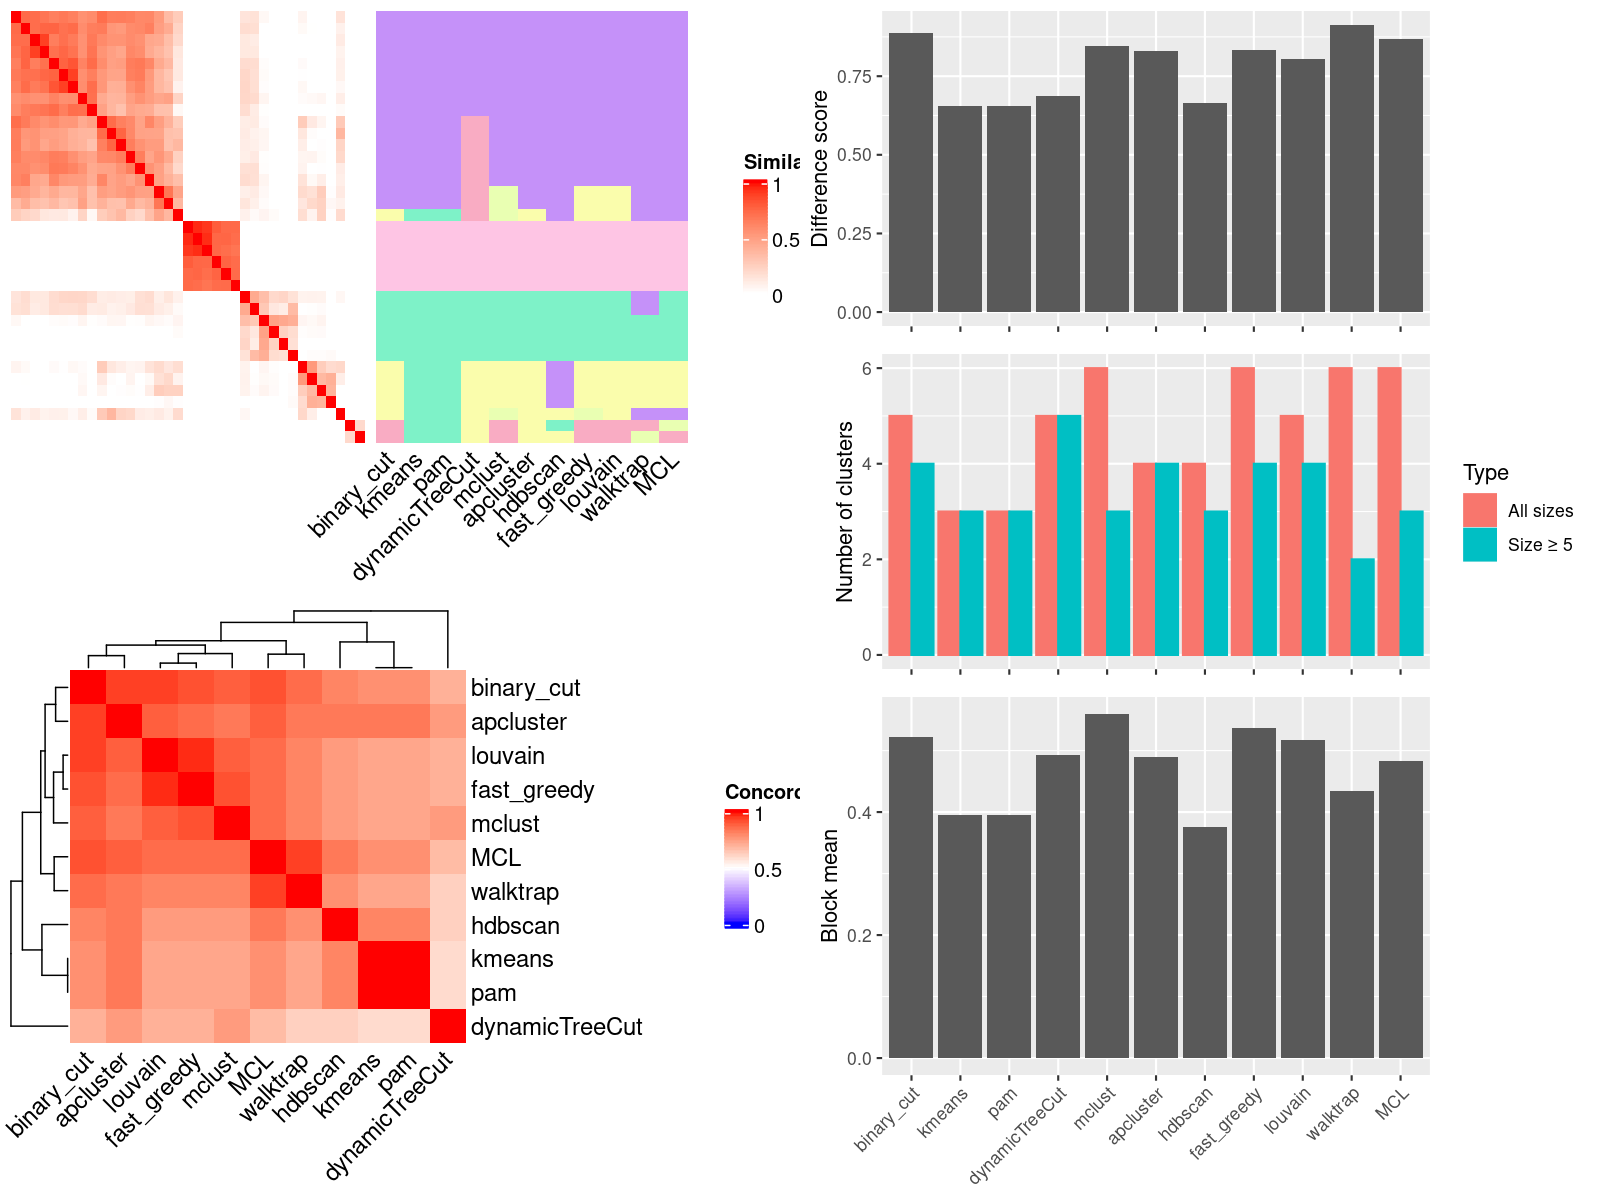 Simila
1
0.5
0
binary_cut
kmeans
pam
dynamicTreeCut
mclust
apcluster
hdbscan
fast_greedy
louvain
walktrap
MCL
Difference score
0.75
0.50
0.25
0.00
Number of clusters
6
4
2
0
Type
All sizes
Size ≥ 5
binary_cut
apcluster
louvain
fast_greedy
mclust
MCL
walktrap
hdbscan
kmeans
pam
dynamicTreeCut
binary_cut
apcluster
louvain
fast_greedy
mclust
MCL
walktrap
hdbscan
kmeans
pam
dynamicTreeCut
Concord
1
0.5
0
Block mean
0.4
0.2
0.0
binary_cut
kmeans
pam
dynamicTreeCut
mclust
apcluster
hdbscan
fast_greedy
louvain
walktrap
MCL